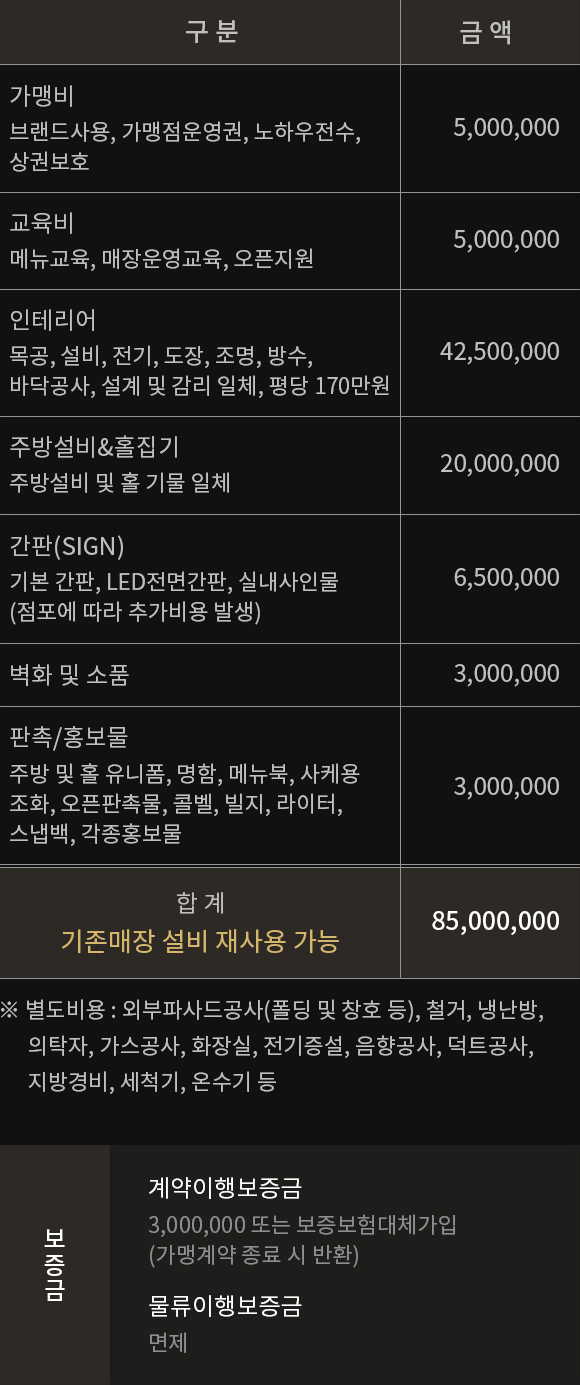 구 분
금 액
가맹비
브랜드사용, 가맹점운영권, 노하우전수,
상권보호
5,000,000
교육비
메뉴교육, 매장운영교육, 오픈지원
5,000,000
인테리어
목공, 설비, 전기, 도장, 조명, 방수,
바닥공사, 설계 및 감리 일체, 평당 170만원
42,500,000
주방설비&홀집기
주방설비 및 홀 기물 일체
20,000,000
간판(SIGN)
기본 간판, LED전면간판, 실내사인물
(점포에 따라 추가비용 발생)
6,500,000
벽화 및 소품
3,000,000
판촉/홍보물
주방 및 홀 유니폼, 명함, 메뉴북, 사케용
조화, 오픈판촉물, 콜벨, 빌지, 라이터,
스냅백, 각종홍보물
3,000,000
합 계
기존매장 설비 재사용 가능
85,000,000
※ 별도비용 : 외부파사드공사(폴딩 및 창호 등), 철거, 냉난방,
의탁자, 가스공사, 화장실, 전기증설, 음향공사, 덕트공사,
지방경비, 세척기, 온수기 등
보증금
계약이행보증금
3,000,000 또는 보증보험대체가입
(가맹계약 종료 시 반환)
물류이행보증금
면제